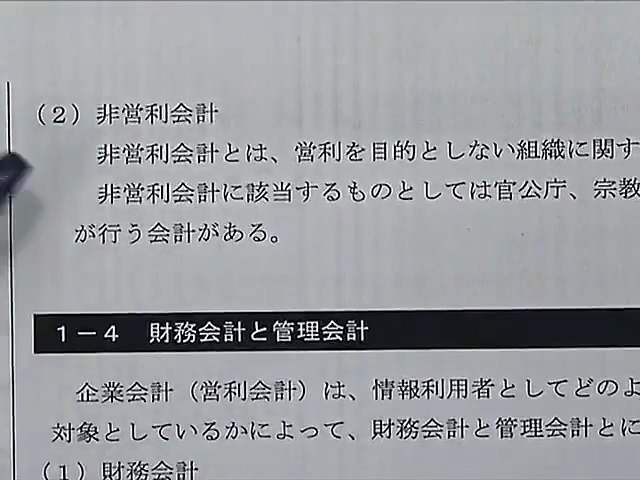 （２）非営利会計
非営利会計とは、営利を目的としない組織に関す
非営利会計に該当するものとしては官公庁、宗教
が行う会計がある。
１－４　財務会計と管理会計
企業会計（営利会計）は、情報利用者としてどのよ
対象としているかによって、財務会計と管理会計とに
（１）財務会計